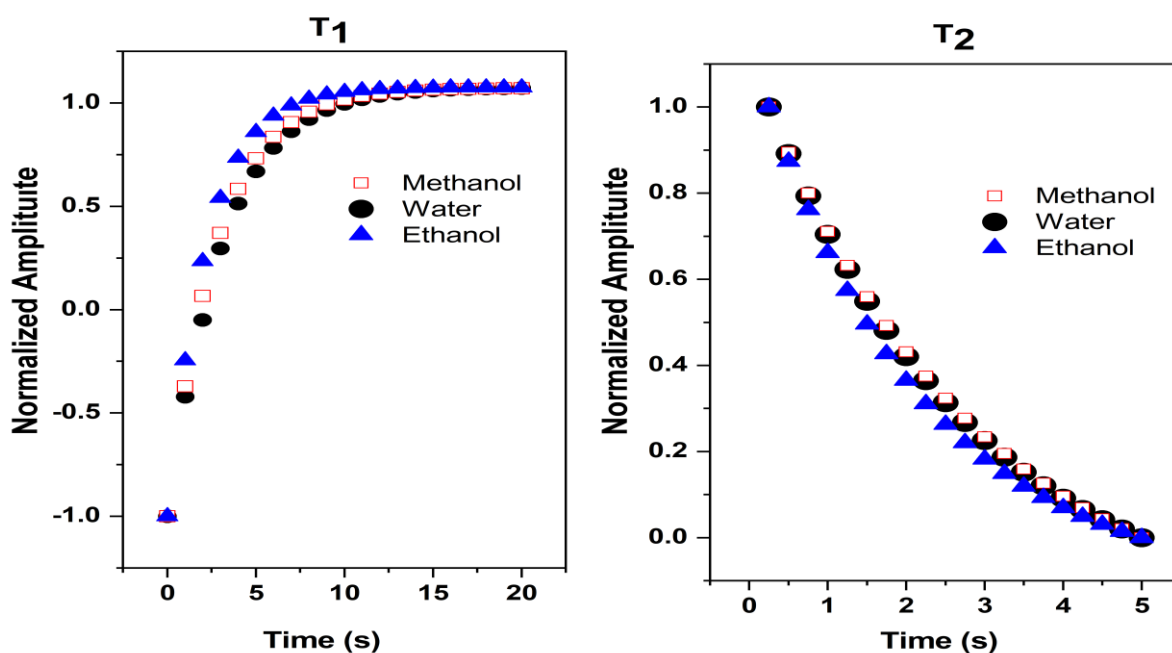 T1
Normalized Amplituite
1.0
0.5
0.0
-0.5
-1.0
Methanol
Water
Ethanol
0 5 10 15 20
Time (s)
T2
Normalized Amplituite
1.0
0.8
0.6
0.4
0.2
0.0
Methanol
Water
Ethanol
0 1 2 3 4 5
Time (s)